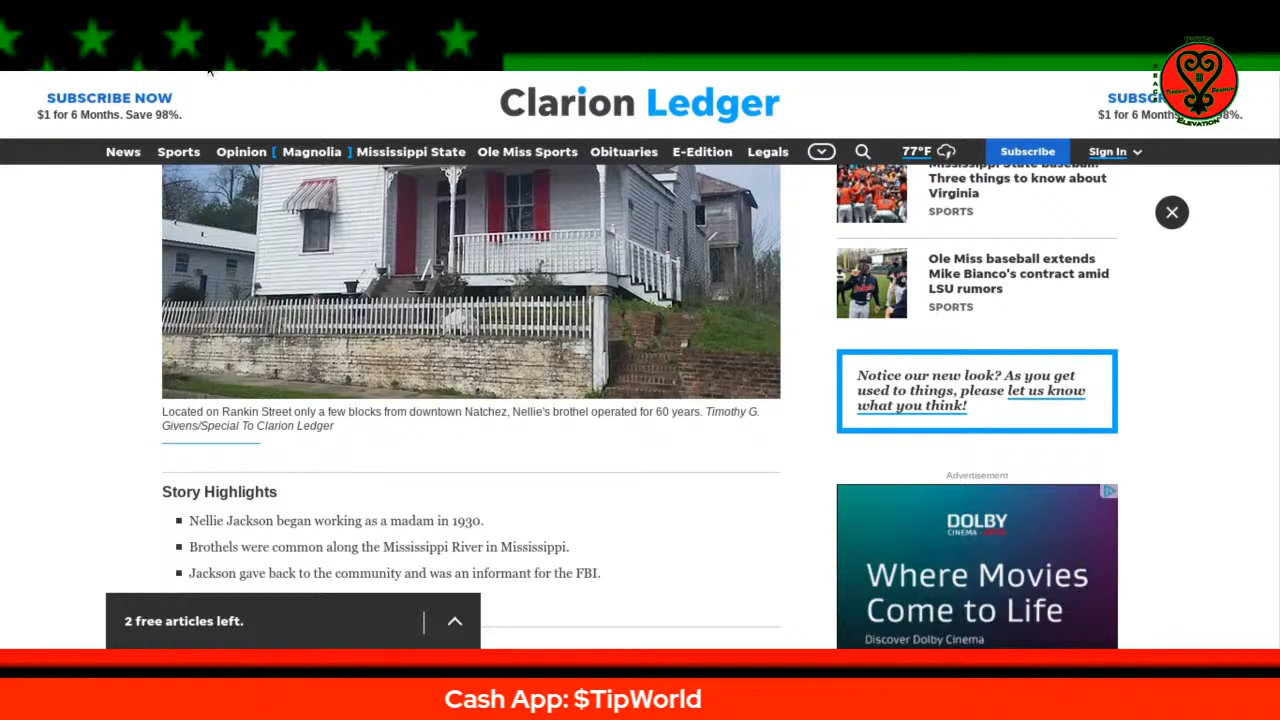 SUBSCRIBE NOW
$1 for 6 Months. Save 98%.
Clarion Ledger
$1 for 6
8%.
POWER
ELEVATION
News Sports Opinion [ Magnolia ] Mississippi State Ole Miss Sports Obituaries E-Edition Legals 77°F Subscribe Sign In
Located on Rankin Street only a few blocks from downtown Natchez, Nellie's brothel operated for 60 years. Timothy G.
Givens/Special To Clarion Ledger
Story Highlights
Nellie Jackson began working as a madam in 1930.
Brothels were common along the Mississippi River in Mississippi.
Jackson gave back to the community and was an informant for the FBI.
2 free articles left.
Mississippi State baseball:
Three things to know about
Virginia
SPORTS
Ole Miss baseball extends
Mike Bianco's contract amid
LSU rumors
SPORTS
Notice our new look? As you get
used to things, please let us know
what you think!
Advertisement
DOLBY
CINEMA
Where Movies
Come to Life
Discover Dolby Cinema
Cash App: $TipWorld